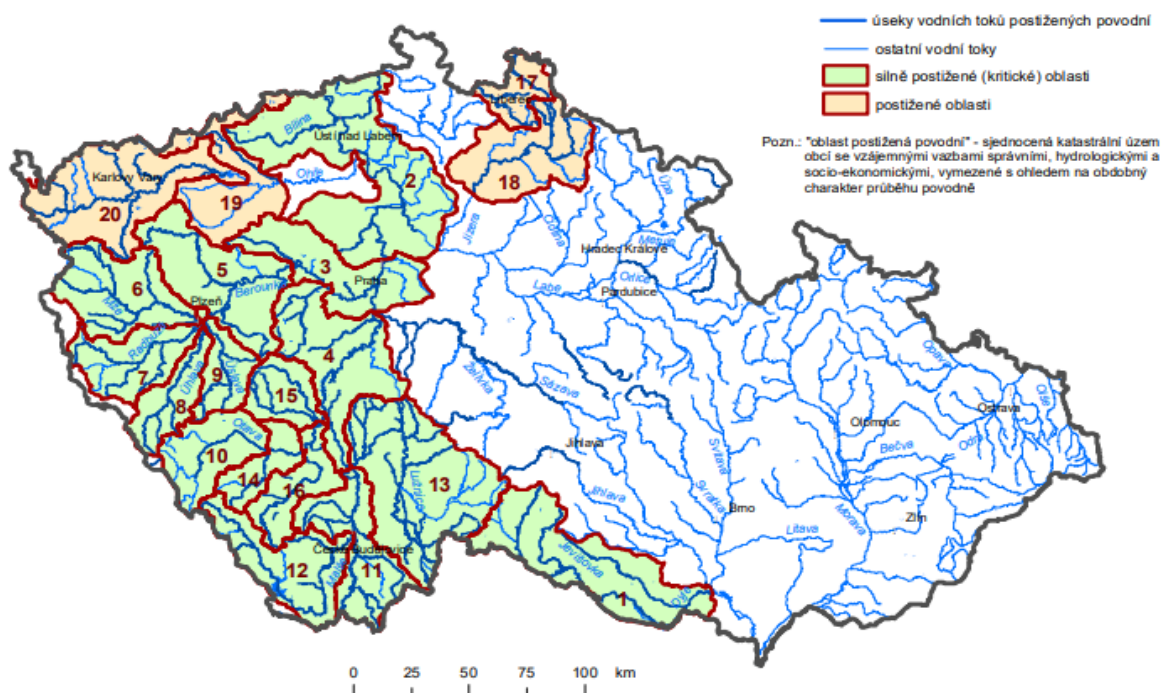 úseky vodních toků postižených povodní
ostatní vodní toky
silně postižené (kritické) oblasti
postižené oblasti
Pozn.: "oblast postižená povodní" - sjednocená katastrální územ
obcí se vzájemnými vazbami správními, hydrologickými a
socio-ekonomickými, vymezené s ohledem na obdobný
charakter průběhu povodně
17
Liberec
Bílina
Ústí nad Labem
Karlovy Vary
Ohře
2
18
19
20
Úpa
Jizera
Cidlina
Metuje
Hradec Králové
5
3
6
Praha
Orlice
Berounka
Labe
Pardubice
Mže
Plzeň
4
Radbuza
7
Úhlava
9
Úslava
15
Želivka
Sázava
Opava
Olše
8
Ostrava
Olomouc
Otava
Jihlava
Svitava
Bečva
Odra
10
14
16
13
Lužnice
Jihlava
Svratka
Brno
Morava
Zlín
Litava
České Budějovice
Jevišovka
12
Malše
11
1
Dyje
0 25 50 75 100 km